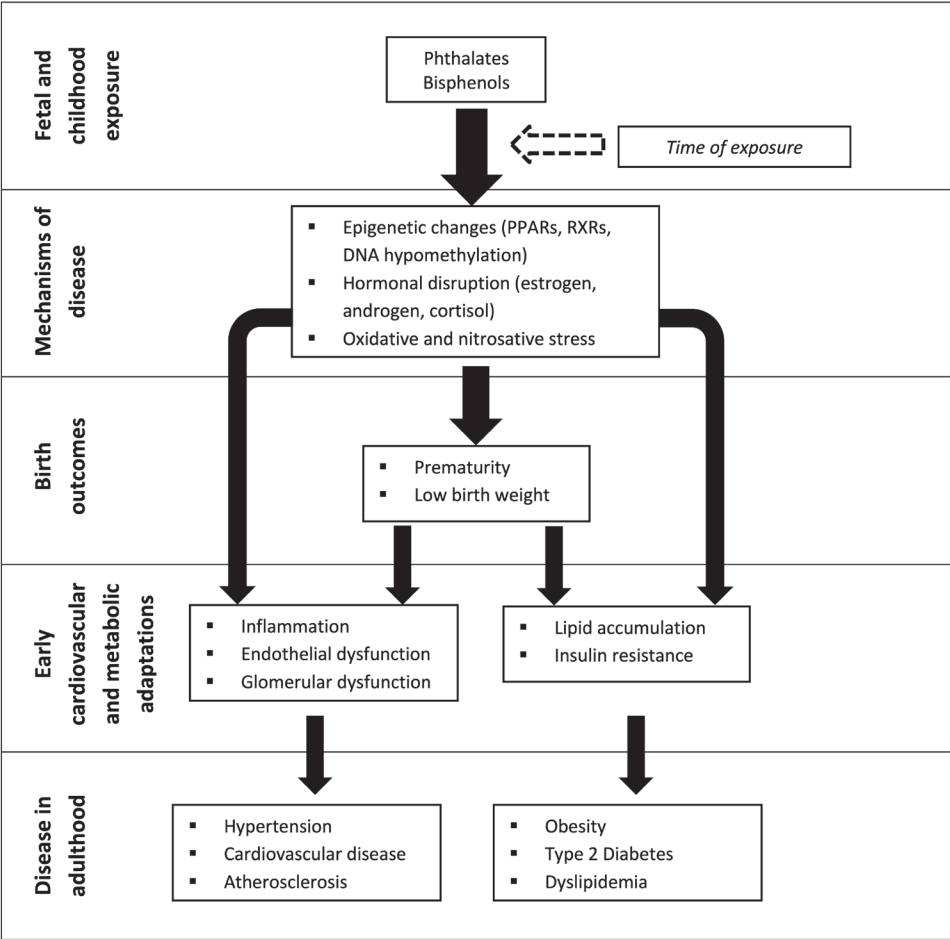 Fetal and
childhood
exposure
Phthalates
Bisphenols
Time of exposure
Mechanisms of
disease
▪ Epigenetic changes (PPARs, RXRs,
DNA hypomethylation)
▪ Hormonal disruption (estrogen,
androgen, cortisol)
▪ Oxidative and nitrosative stress
Birth
outcomes
▪ Prematurity
▪ Low birth weight
Early
cardiovascular
and metabolic
adaptations
▪ Inflammation
▪ Endothelial dysfunction
▪ Glomerular dysfunction
▪ Lipid accumulation
▪ Insulin resistance
Disease in
adulthood
▪ Hypertension
▪ Cardiovascular disease
▪ Atherosclerosis
▪ Obesity
▪ Type 2 Diabetes
▪ Dyslipidemia